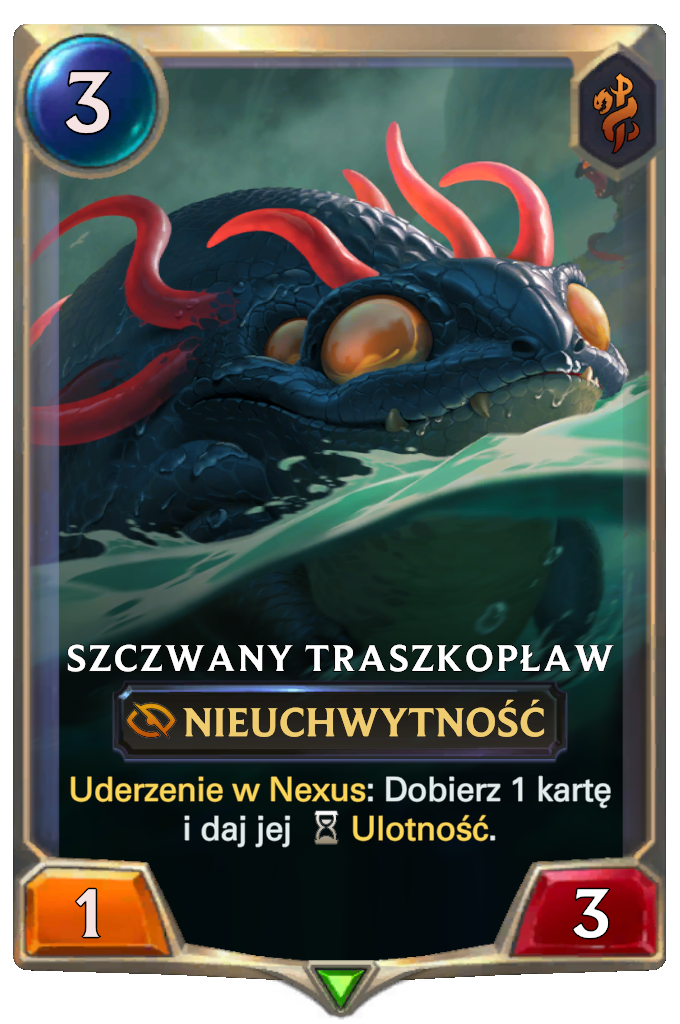 3
SZCZWANY TRASZKOPŁAW
NIEUCHWYTNOŚĆ
Uderzenie w Nexus: Dobierz 1 kartę
i daj jej Ulotność.
1
3